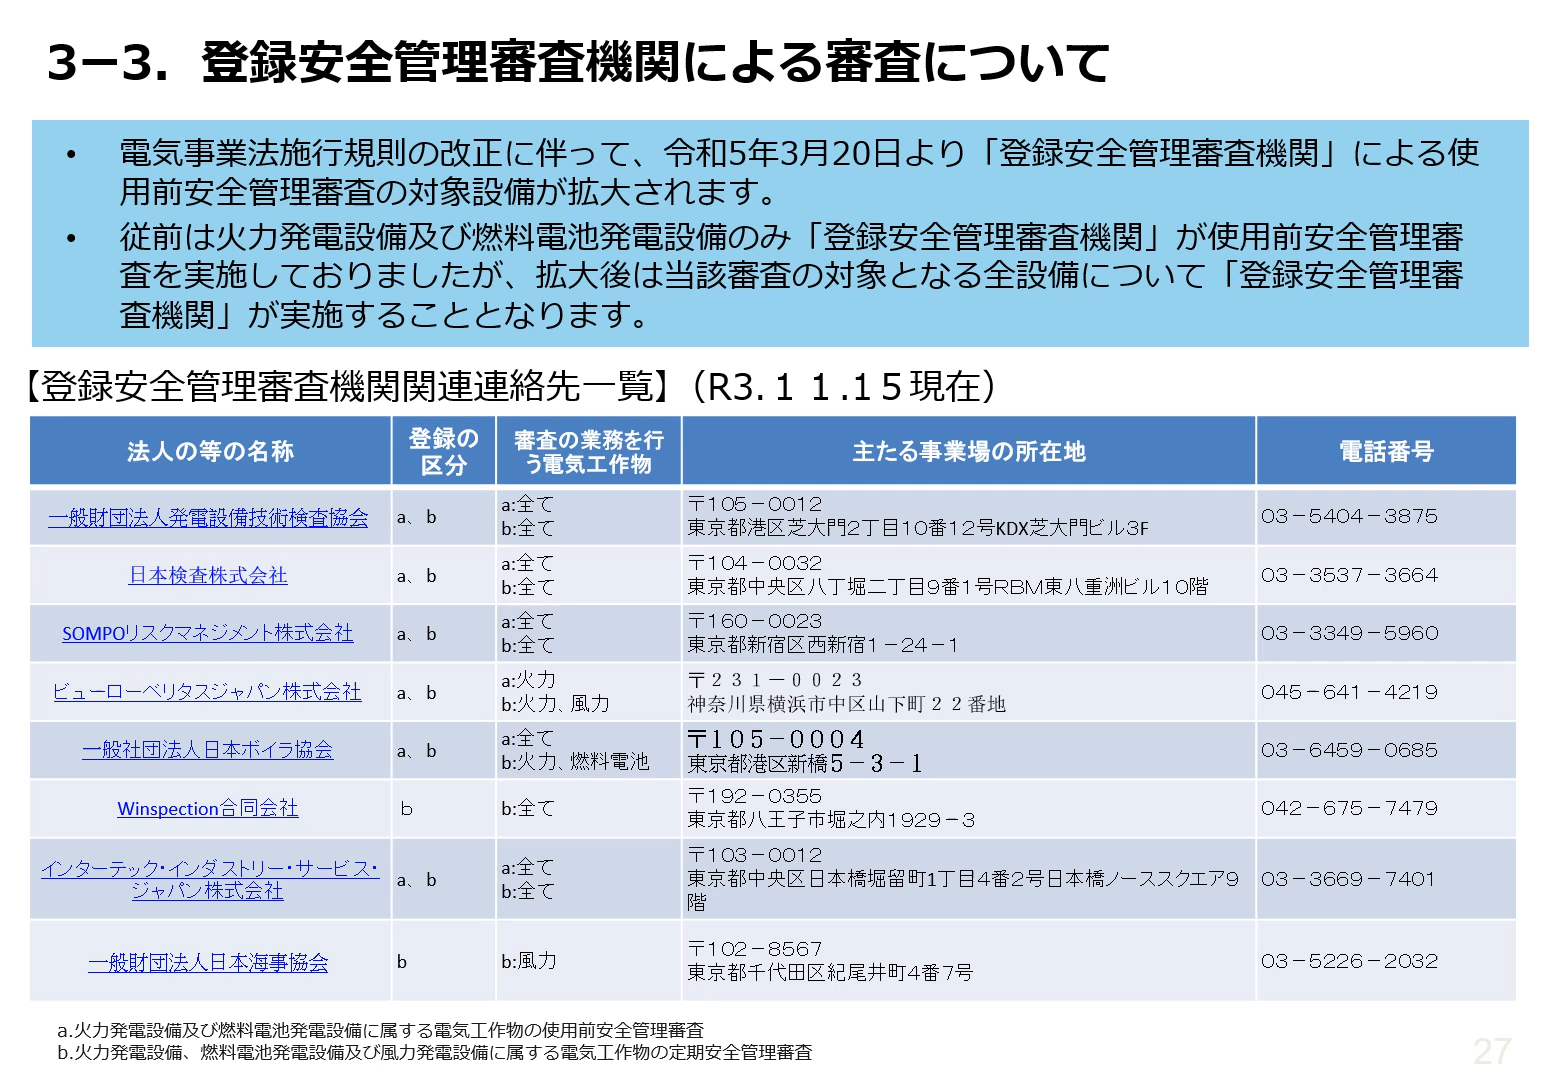 3－3．登録安全管理審査機関による審査について
• 電気事業法施行規則の改正に伴って、令和5年3月20日より「登録安全管理審査機関」による使
用前安全管理審査の対象設備が拡大されます。
• 従前は火力発電設備及び燃料電池発電設備のみ「登録安全管理審査機関」が使用前安全管理審
査を実施しておりましたが、拡大後は当該審査の対象となる全設備について「登録安全管理審
査機関」が実施することとなります。
【登録安全管理審査機関関連連絡先一覧】（R3.１１.1５現在）
法人の等の名称 登録の
区分 審査の業務を行
う電気工作物 主たる事業場の所在地 電話番号
一般財団法人発電設備技術検査協会 a、b a:全て
b:全て 〒105－0012
東京都港区芝大門2丁目10番12号KDX芝大門ビル3F 03－5404－3875
日本検査株式会社 a、b a:全て
b:全て 〒104－0032
東京都中央区八丁堀二丁目9番1号RBM東八重洲ビル10階 03－3537－3664
SOMPOリスクマネジメント株式会社 a、b a:全て
b:全て 〒160－0023
東京都新宿区西新宿1－24－1 03－3349－5960
ビューローベリタスジャパン株式会社 a、b a:火力
b:火力、風力 〒２３１－００２３
神奈川県横浜市中区山下町２２番地 045－641－4219
一般社団法人日本ボイラ協会 a、b a:全て
b:火力、燃料電池 〒105－0004
東京都港区新橋5－3－1 03－6459－0685
Winspection合同会社 ｂ b:全て 〒192－0355
東京都八王子市堀之内1929－3 042－675－7479
インターテック・インダストリー・サービス・
ジャパン株式会社 a、b a:全て
b:全て 〒103－0012
東京都中央区日本橋堀留町1丁目4番2号日本橋ノーススクエア9
階 03－3669－7401
一般財団法人日本海事協会 b b:風力 〒102－8567
東京都千代田区紀尾井町4番7号 03－5226－2032
a.火力発電設備及び燃料電池発電設備に属する電気工作物の使用前安全管理審査
b.火力発電設備、燃料電池発電設備及び風力発電設備に属する電気工作物の定期安全管理審査
27